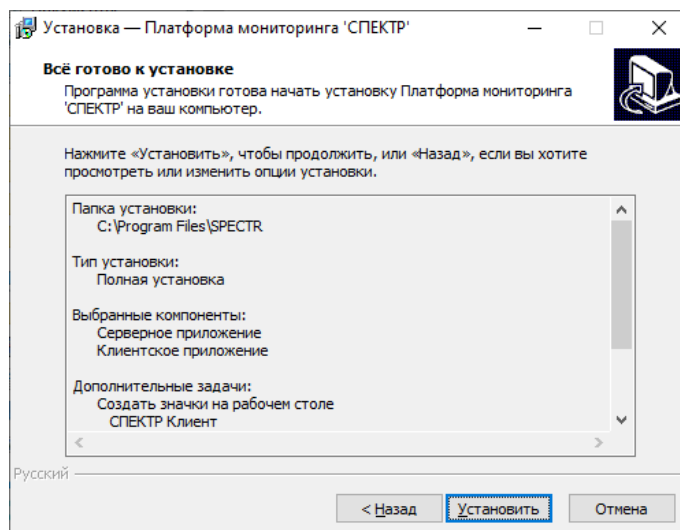 Установка — Платформа мониторинга 'СПЕКТР'
Всё готово к установке
Программа установки готова начать установку Платформа мониторинга
'СПЕКТР' на ваш компьютер.
Нажмите «Установить», чтобы продолжить, или «Назад», если вы хотите
просмотреть или изменить опции установки.
Папка установки:
C:\Program Files\SPECTR
Тип установки:
Полная установка
Выбранные компоненты:
Серверное приложение
Клиентское приложение
Дополнительные задачи:
Создать значки на рабочем столе
СПЕКТР Клиент
Русский
< Назад
Установить
Отмена